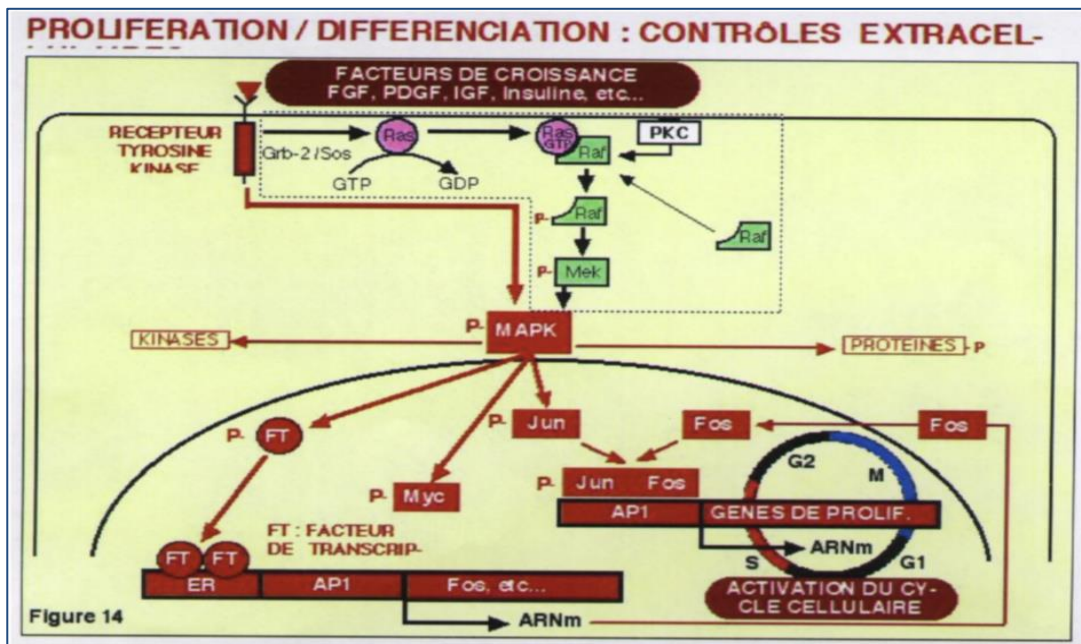 PROLIFERATION / DIFFERENCIATION : CONTRÔLES EXTRACEL-
FACTEURS DE CROISSANCE
FGF, PDGF, IGF, Insuline, etc...
RECEPTEUR
TYROSINE
KINASE
Grb-2 /Sos
Ras
GTP
GDP
Ras
GTP
Raf
PKC
P-
Raf
Raf
P-
Mek
P-
MAPK
KINASES
PROTEINES
- P
P-
FT
P-
Jun
Fos
Fos
P-
Myc
P-
Jun Fos
AP1
GENES DE PROLIF.
ARNm
G2
M
S
G1
FT : FACTEUR
DE TRANSCRIP-
FT
FT
ER
AP1
Fos, etc...
ARNm
ACTIVATION DU CY-
CLE CELLULAIRE
Figure 14